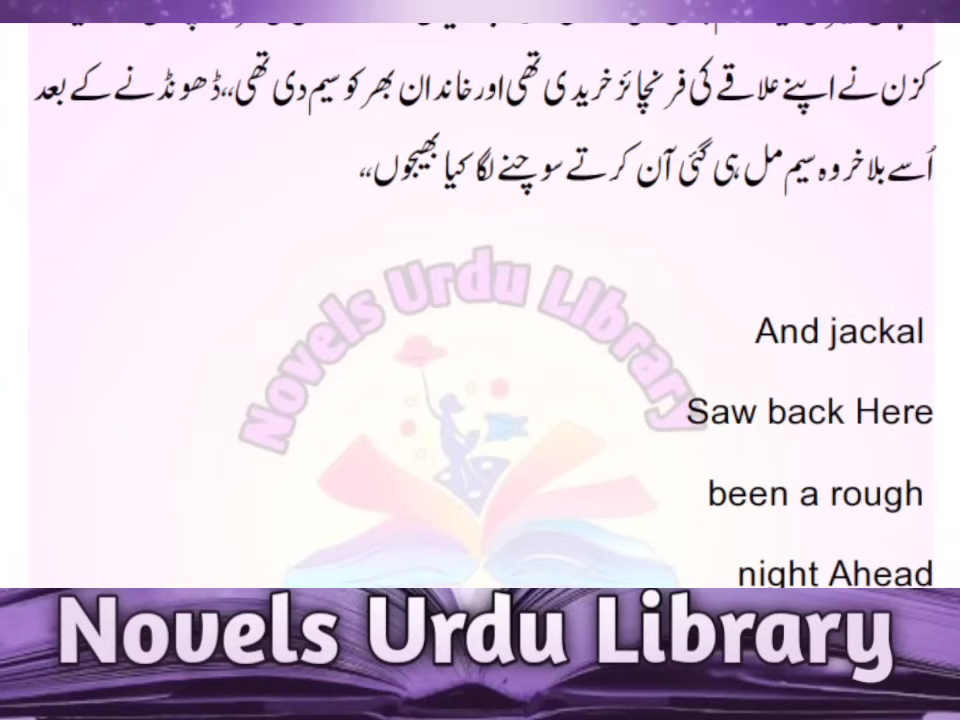 کزن نے اپنے علاقے کی فرنچائز خریدی تھی اور خاندان بھر کو سیم دی تھی،،ڈھونڈنے کے بعد
اُسے بلاخر وہ سیم مل ہی گئی آن کرتے سوچنے لگا کیا بھیجوں،،
Novels Urdu Library
And jackal
Saw back Here
been a rough
night Ahead
Novels Urdu Library